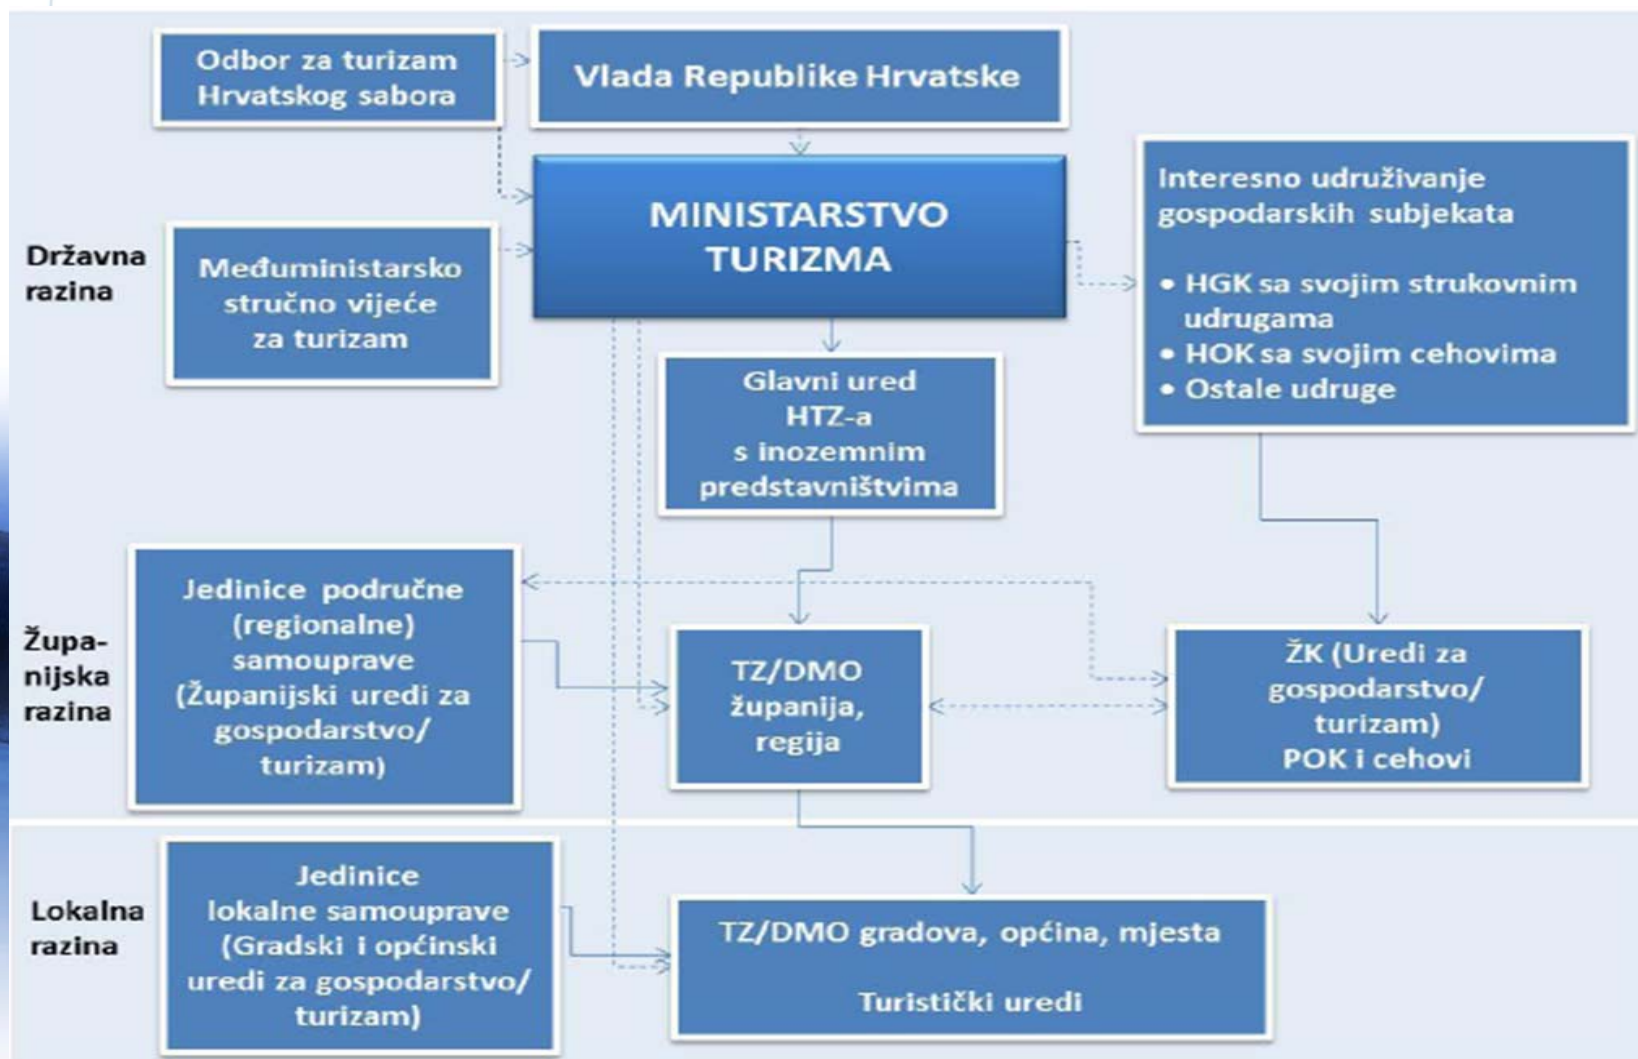 Odbor za turizam
Hrvatskog sabora
Vlada Republike Hrvatske
MINISTARSTVO
TURIZMA
Interesno udruživanje
gospodarskih subjekata
• HGK sa svojim strukovnim
udrugama
• HOK sa svojim cehovima
• Ostale udruge
Državna
razina
Međuministarsko
stručno vijeće
za turizam
Glavni ured
HTZ-a
s inozemnim
predstavništvima
Župa-
nijska
razina
Jedinice područne
(regionalne)
samouprave
(Županijski uredi za
gospodarstvo/
turizam)
TZ/DMO
županija,
regija
ŽK (Uredi za
gospodarstvo/
turizam)
POK i cehovi
Lokalna
razina
Jedinice
lokalne samouprave
(Gradski i općinski
uredi za gospodarstvo/
turizam)
TZ/DMO gradova, općina, mjesta
Turistički uredi